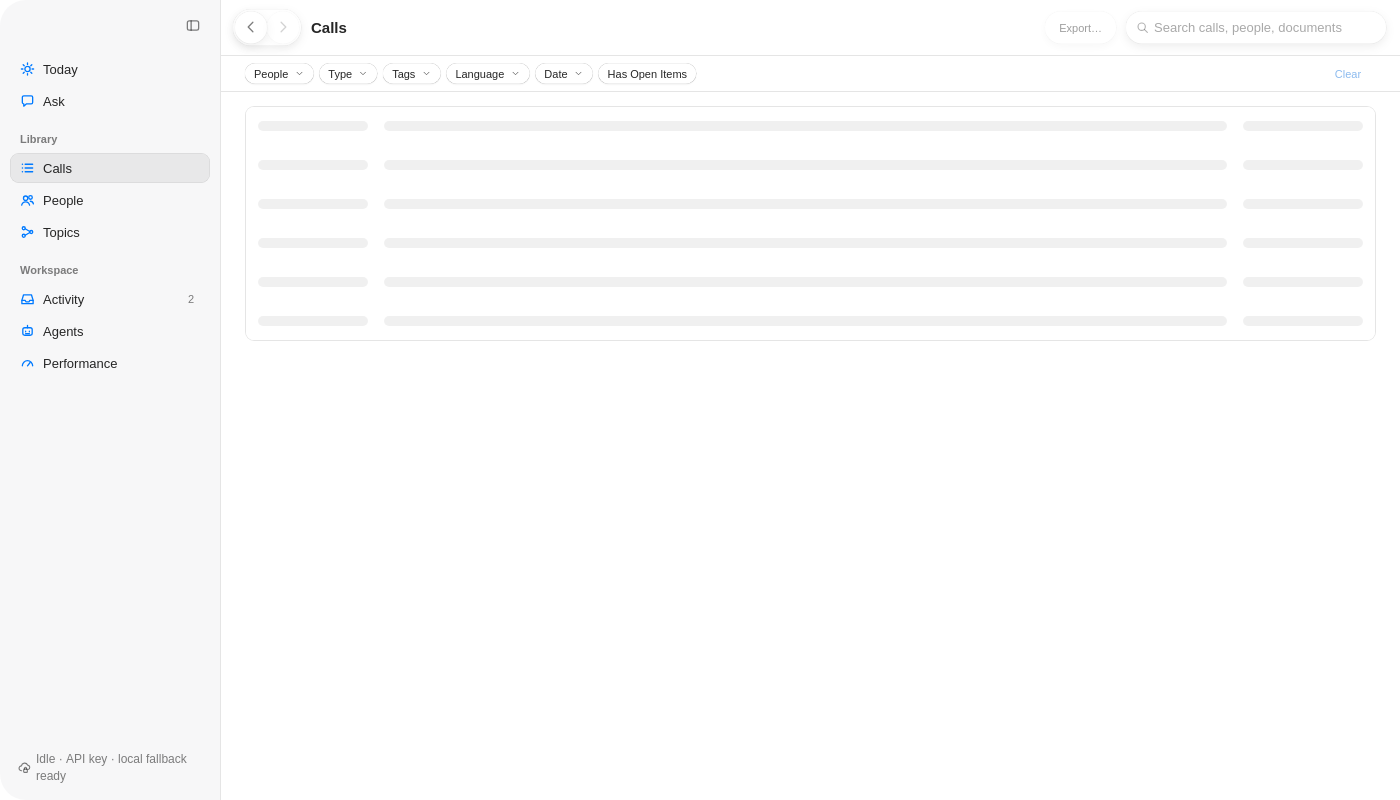 Calls
Export...
Search calls, people, documents
Today
Ask
Library
Calls
People
Topics
Workspace
Activity 2
Agents
Performance
People Type Tags Language Date Has Open Items Clear
Idle · API key · local fallback
ready